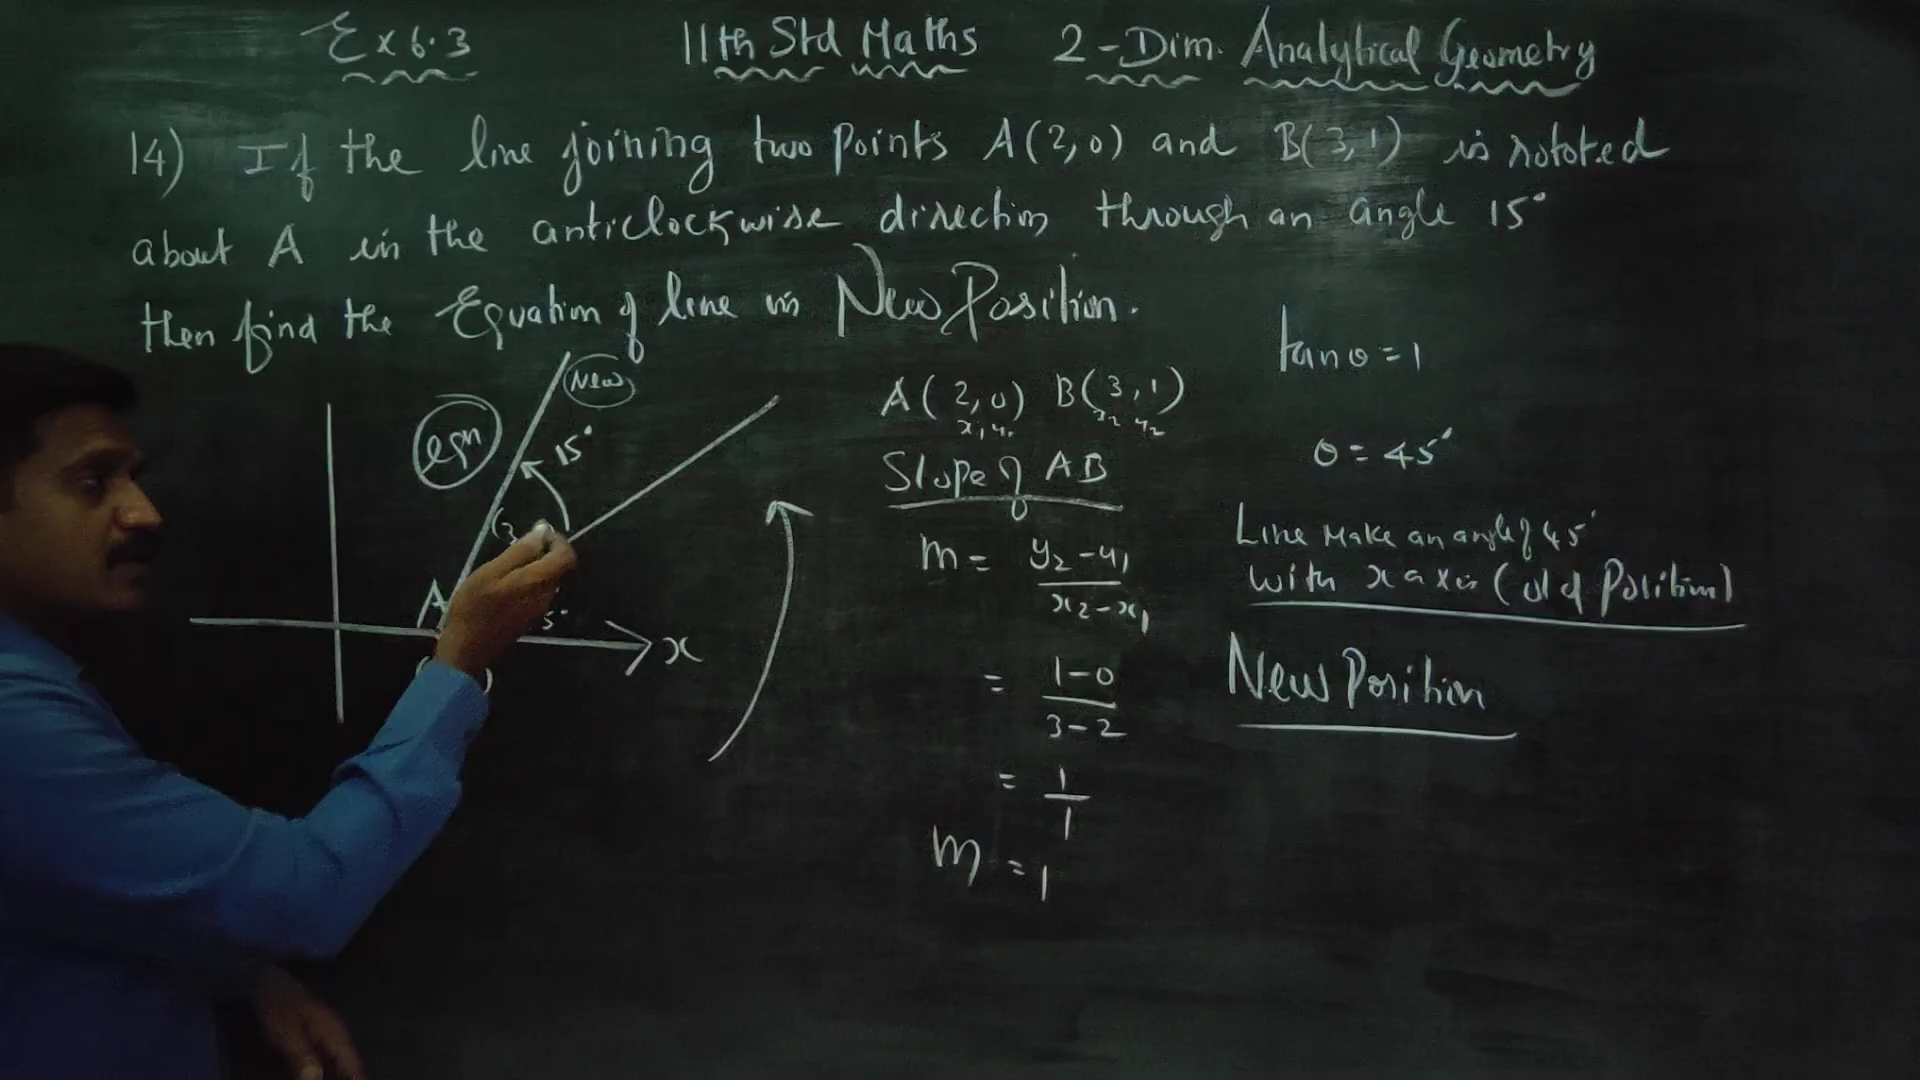 Ex 6.3 11th Std Maths 2-Dim. Analytical Geometry
14) If the line joining two points A(2,0) and B(3,1) is rotated
about A in the anticlockwise direction through an angle 15°
then find the Equation of line in New Position.
New
eqn
15°
(3
A
5°
x
)
A(2,0) B(3,1)
x₁ y₁ x₂ y₂
Slope of AB
m = y₂-y₁
x₂-x₁
= 1-0
3-2
= 1
1
m = 1
tan θ = 1
θ = 45°
Line Make an angle of 45°
with x axis (old Position)
New Position